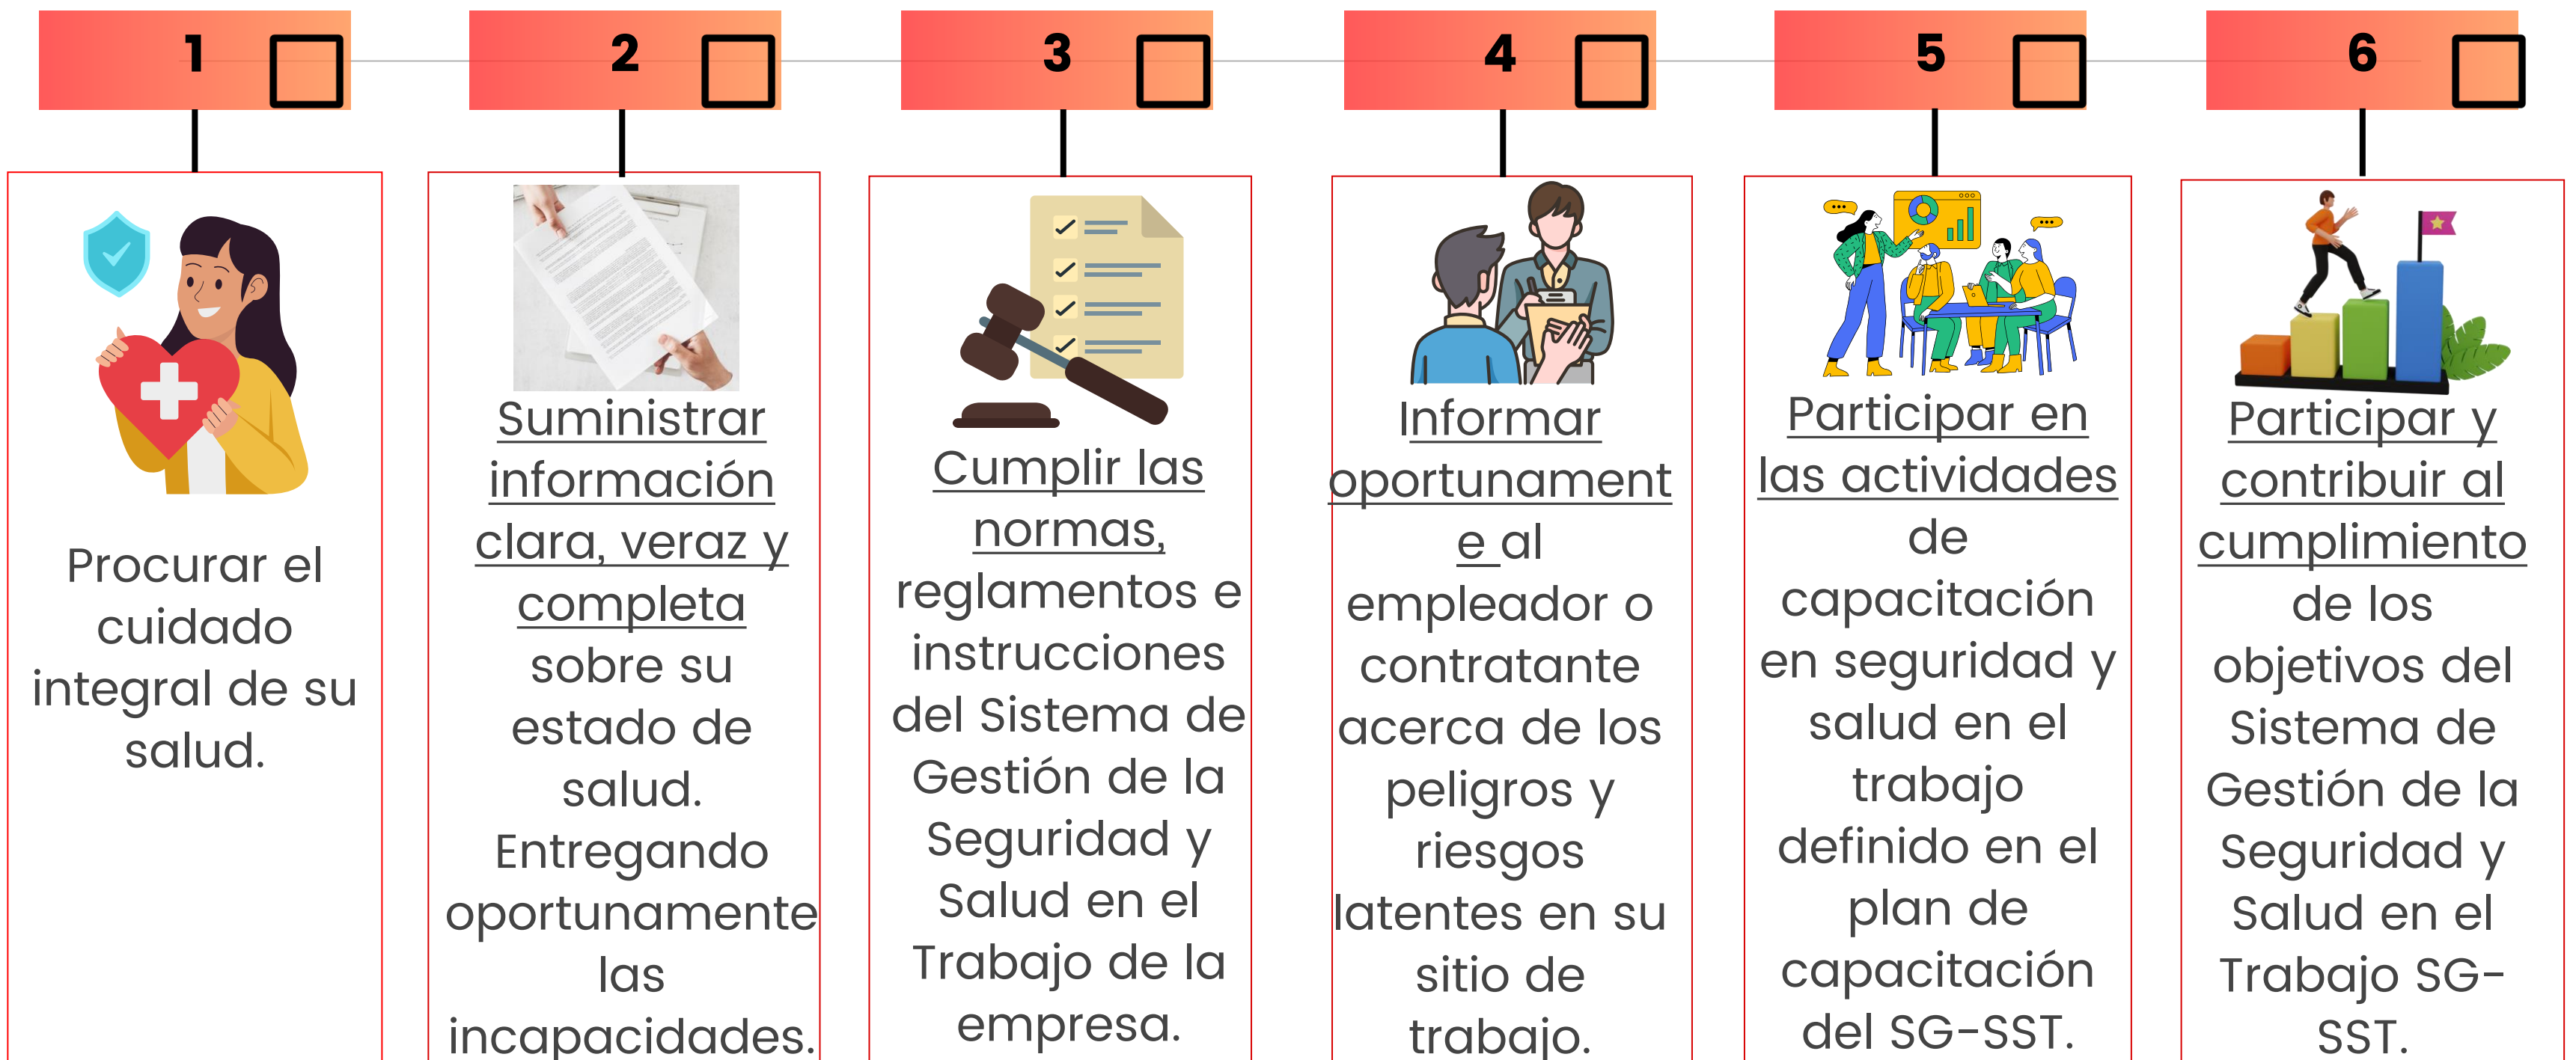 1
2
3
4
5
6
Procurar el
cuidado
integral de su
salud.
Suministrar
información
clara, veraz y
completa
sobre su
estado de
salud.
Entregando
oportunamente
las
incapacidades.
Cumplir las
normas,
reglamentos e
instrucciones
del Sistema de
Gestión de la
Seguridad y
Salud en el
Trabajo de la
empresa.
Informar
oportunament
e al
empleador o
contratante
acerca de los
peligros y
riesgos
latentes en su
sitio de
trabajo.
Participar en
las actividades
de
capacitación
en seguridad y
salud en el
trabajo
definido en el
plan de
capacitación
del SG-SST.
Participar y
contribuir al
cumplimiento
de los
objetivos del
Sistema de
Gestión de la
Seguridad y
Salud en el
Trabajo SG-
SST.